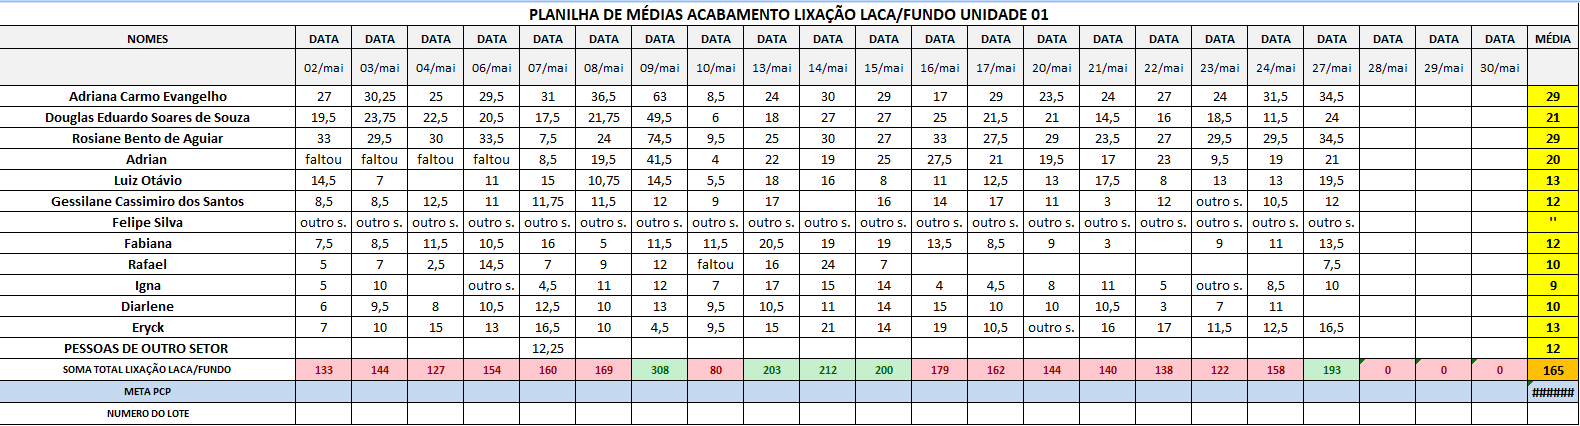 PLANILHA DE MÉDIAS ACABAMENTO LIXAÇÃO LACA/FUNDO UNIDADE 01
NOMES DATA DATA DATA DATA DATA DATA DATA DATA DATA DATA DATA DATA DATA DATA DATA DATA DATA DATA DATA DATA DATA DATA MÉDIA
02/mai 03/mai 04/mai 06/mai 07/mai 08/mai 09/mai 10/mai 13/mai 14/mai 15/mai 16/mai 17/mai 20/mai 21/mai 22/mai 23/mai 24/mai 27/mai 28/mai 29/mai 30/mai
Adriana Carmo Evangelho 27 30,25 25 29,5 31 36,5 63 8,5 24 30 29 17 29 23,5 24 27 24 31,5 34,5 29
Douglas Eduardo Soares de Souza 19,5 23,75 22,5 20,5 17,5 21,75 49,5 6 18 27 27 25 21,5 21 14,5 16 18,5 11,5 24 21
Rosiane Bento de Aguiar 33 29,5 30 33,5 7,5 24 74,5 9,5 25 30 27 33 27,5 29 23,5 27 29,5 29,5 34,5 29
Adrian faltou faltou faltou faltou 8,5 19,5 41,5 4 22 19 25 27,5 21 19,5 17 23 9,5 19 21 20
Luiz Otávio 14,5 7 11 15 10,75 14,5 5,5 18 16 8 11 12,5 13 17,5 8 13 13 19,5 13
Gessilane Cassimiro dos Santos 8,5 8,5 12,5 11 11,75 11,5 12 9 17 16 14 17 11 3 12 outro s. 10,5 12 12
Felipe Silva outro s. outro s. outro s. outro s. outro s. outro s. outro s. outro s. outro s. outro s. outro s. outro s. outro s. outro s. outro s. outro s. outro s. outro s. outro s. ''
Fabiana 7,5 8,5 11,5 10,5 16 5 11,5 11,5 20,5 19 19 13,5 8,5 9 3 9 11 13,5 12
Rafael 5 7 2,5 14,5 7 9 12 faltou 16 24 7 7,5 10
Igna 5 10 outro s. 4,5 11 12 7 17 15 14 4 4,5 8 11 5 outro s. 8,5 10 9
Diarlene 6 9,5 8 10,5 12,5 10 13 9,5 10,5 11 14 15 10 10 10,5 3 7 11 10
Eryck 7 10 15 13 16,5 10 4,5 9,5 15 21 14 19 10,5 outro s. 16 17 11,5 12,5 16,5 13
PESSOAS DE OUTRO SETOR 12,25 12
SOMA TOTAL LIXAÇÃO LACA/FUNDO 133 144 127 154 160 169 308 80 203 212 200 179 162 144 140 138 122 158 193 0 0 0 165
META PCP ######
NUMERO DO LOTE